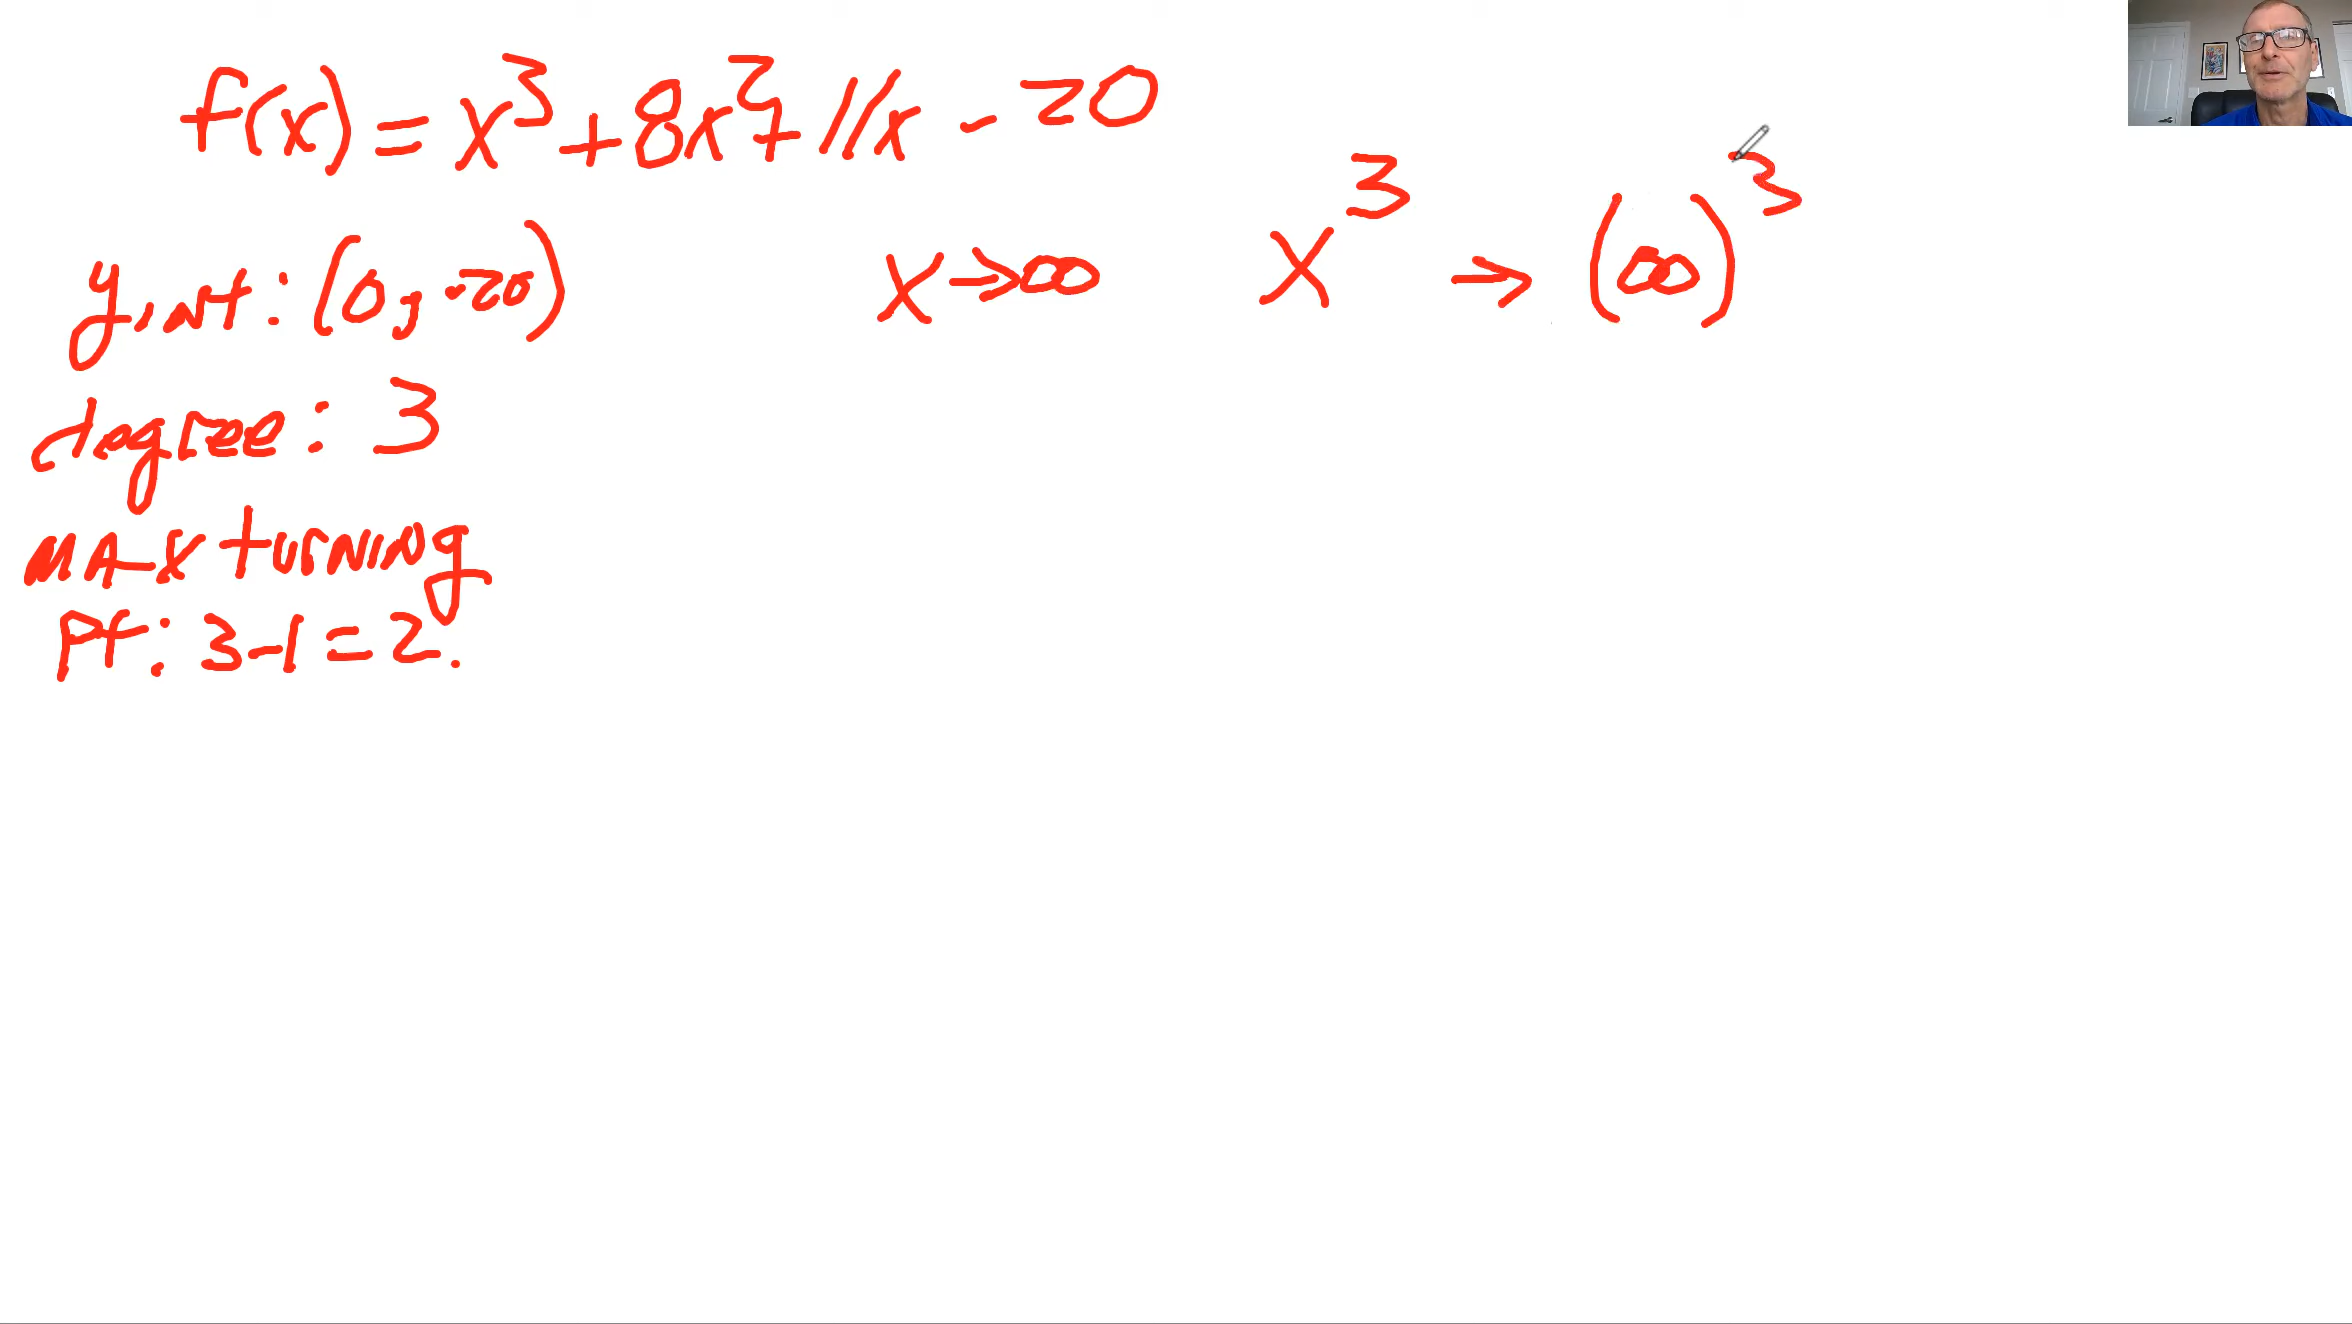 f(x) = x³ + 8x² + 11x - 20
y int: (0, -20)
x → ∞ x³ → (∞)³
degree: 3
MAX turning
Pt: 3-1 = 2.